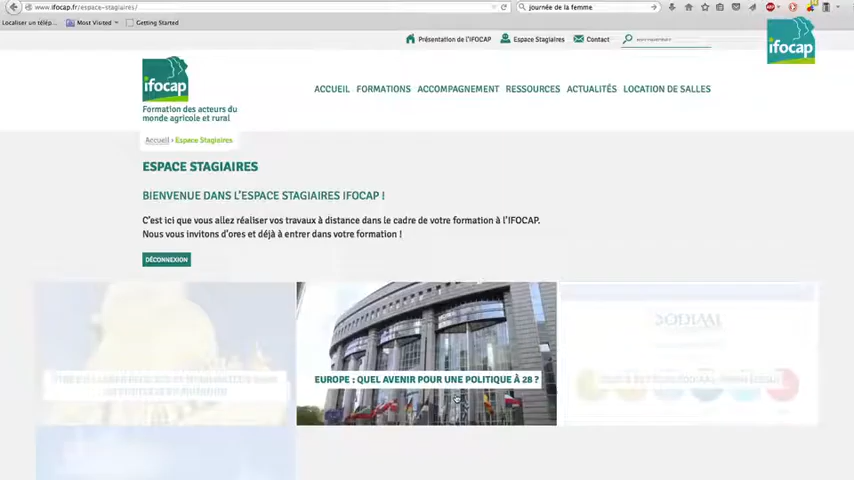 www.ifocap.fr/espace-stagiaires/
journée de la femme
Localiser un télép...
Most Visited
Getting Started
Présentation de l'IFOCAP
Espace Stagiaires
Contact
ifocap
ifocap
Formation des acteurs du
monde agricole et rural
ACCUEIL FORMATIONS ACCOMPAGNEMENT RESSOURCES ACTUALITÉS LOCATION DE SALLES
Accueil › Espace Stagiaires
ESPACE STAGIAIRES
BIENVENUE DANS L'ESPACE STAGIAIRES IFOCAP !
C'est ici que vous allez réaliser vos travaux à distance dans le cadre de votre formation à l'IFOCAP.
Nous vous invitons d'ores et déjà à entrer dans votre formation !
DÉCONNEXION
SODIAAL
EUROPE : QUEL AVENIR POUR UNE POLITIQUE À 28 ?